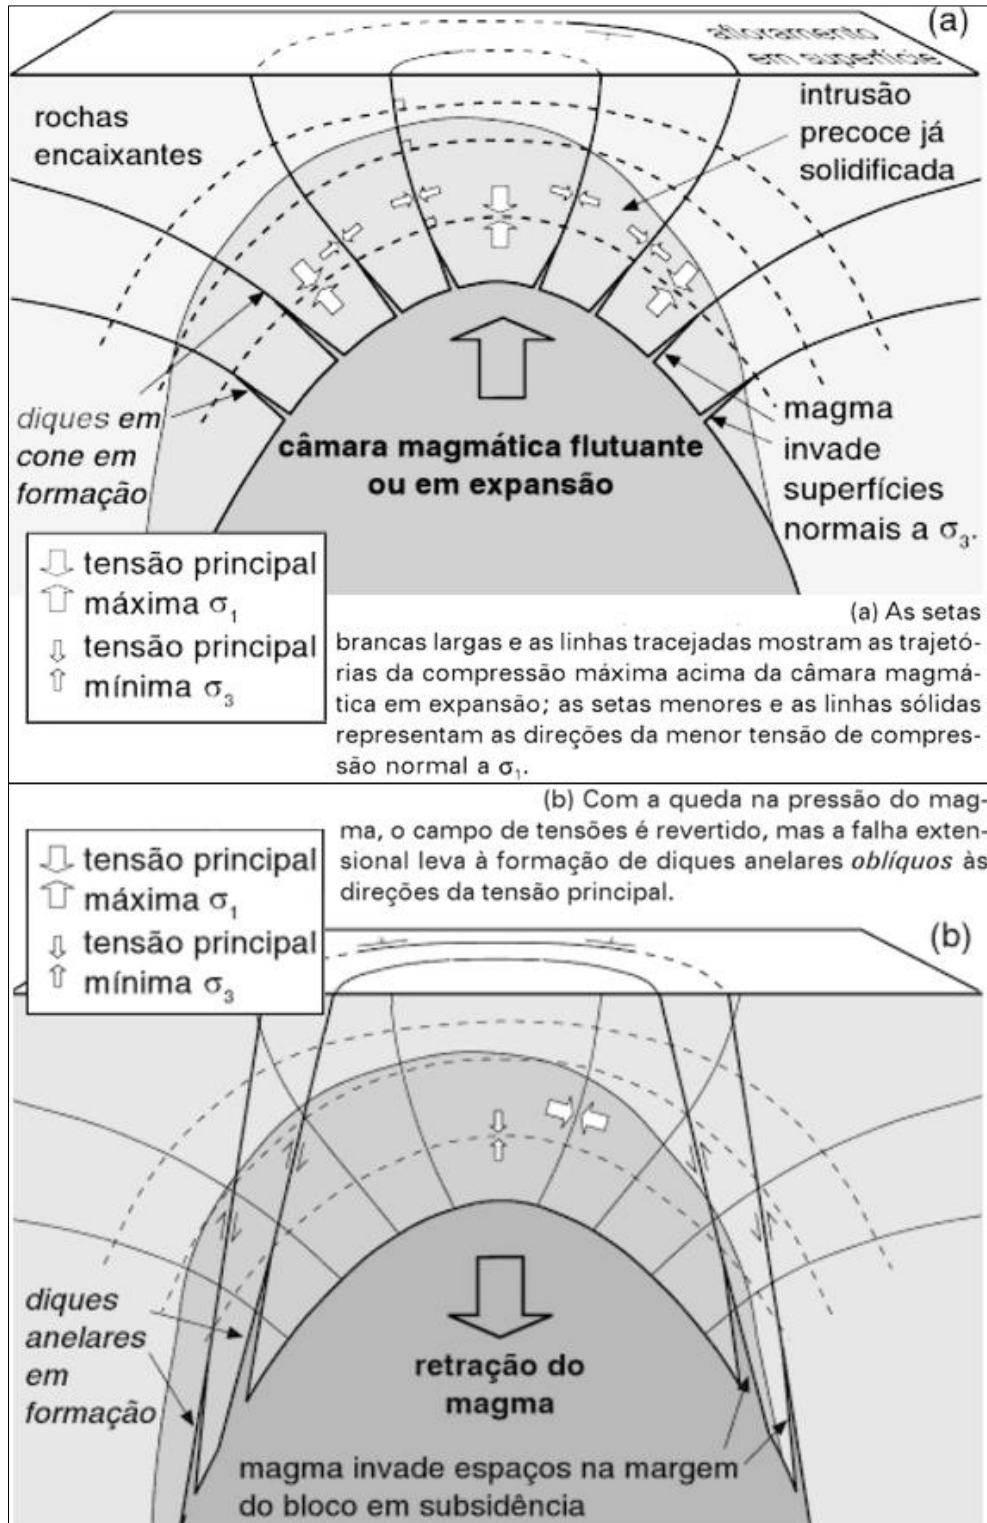 (a)
afloramento
em superfície
rochas
encaixantes
intrusão
precoce já
solidificada
diques em
cone em
formação
câmara magmática flutuante
ou em expansão
magma
invade
superfícies
normais a σ₃.
tensão principal
máxima σ₁
tensão principal
mínima σ₃
(a) As setas
brancas largas e as linhas tracejadas mostram as trajetó-
rias da compressão máxima acima da câmara magmá-
tica em expansão; as setas menores e as linhas sólidas
representam as direções da menor tensão de compres-
são normal a σ₁.
(b) Com a queda na pressão do mag-
ma, o campo de tensões é revertido, mas a falha exten-
sional leva à formação de diques anelares oblíquos às
direções da tensão principal.
tensão principal
máxima σ₁
tensão principal
mínima σ₃
(b)
diques
anelares
em
formação
retração do
magma
magma invade espaços na margem
do bloco em subsidência